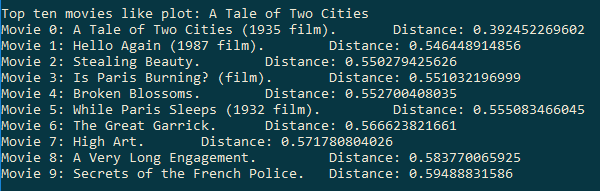 Top ten movies like plot: A Tale of Two Cities
Movie 0: A Tale of Two Cities (1935 film). Distance: 0.392452269602
Movie 1: Hello Again (1987 film). Distance: 0.546448914856
Movie 2: Stealing Beauty. Distance: 0.550279425626
Movie 3: Is Paris Burning? (film). Distance: 0.551032196999
Movie 4: Broken Blossoms. Distance: 0.552700408035
Movie 5: While Paris Sleeps (1932 film). Distance: 0.555083466045
Movie 6: The Great Garrick. Distance: 0.566623821661
Movie 7: High Art. Distance: 0.571780804026
Movie 8: A Very Long Engagement. Distance: 0.583770065925
Movie 9: Secrets of the French Police. Distance: 0.59488831586